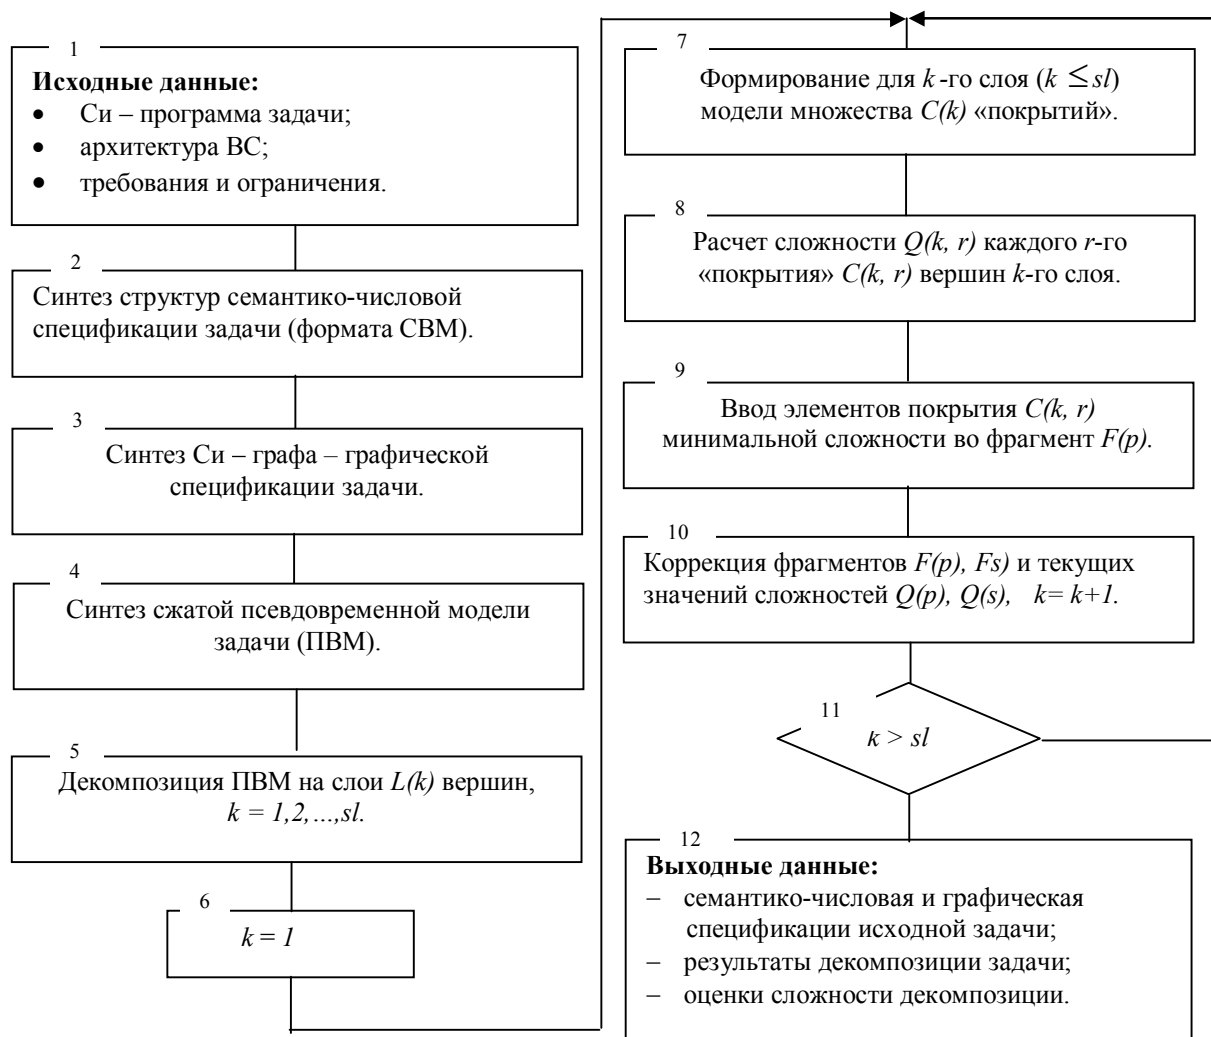 1
Исходные данные:
• Си – программа задачи;
• архитектура ВС;
• требования и ограничения.
2
Синтез структур семантико-числовой
спецификации задачи (формата СВМ).
3
Синтез Си – графа – графической
спецификации задачи.
4
Синтез сжатой псевдовременной модели
задачи (ПВМ).
5
Декомпозиция ПВМ на слои L(k) вершин,
k = 1,2,…,sl.
6
k = 1
7
Формирование для k -го слоя (k ≤ sl)
модели множества C(k) «покрытий».
8
Расчет сложности Q(k, r) каждого r-го
«покрытия» C(k, r) вершин k-го слоя.
9
Ввод элементов покрытия C(k, r)
минимальной сложности во фрагмент F(p).
10
Коррекция фрагментов F(p), Fs) и текущих
значений сложностей Q(p), Q(s), k= k+1.
11
к > sl
12
Выходные данные:
– семантико-числовая и графическая
спецификации исходной задачи;
– результаты декомпозиции задачи;
– оценки сложности декомпозиции.